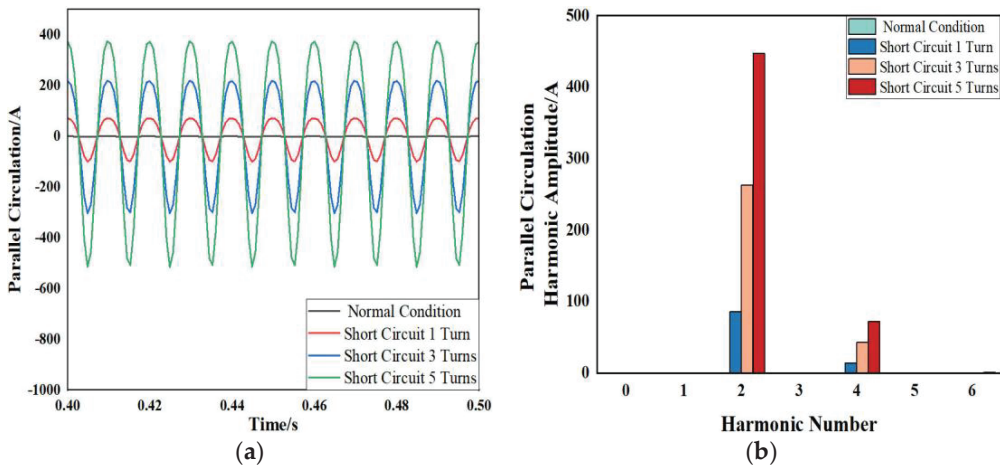 400
200
0
-200
-400
-600
-800
-1000
Parallel Circulation/A
Normal Condition
Short Circuit 1 Turn
Short Circuit 3 Turns
Short Circuit 5 Turns
0.40 0.42 0.44 0.46 0.48 0.50
Time/s
(a)
500
400
300
200
100
0
Parallel Circulation
Harmonic Amplitude/A
Normal Condition
Short Circuit 1 Turn
Short Circuit 3 Turns
Short Circuit 5 Turns
0 1 2 3 4 5 6
Harmonic Number
(b)